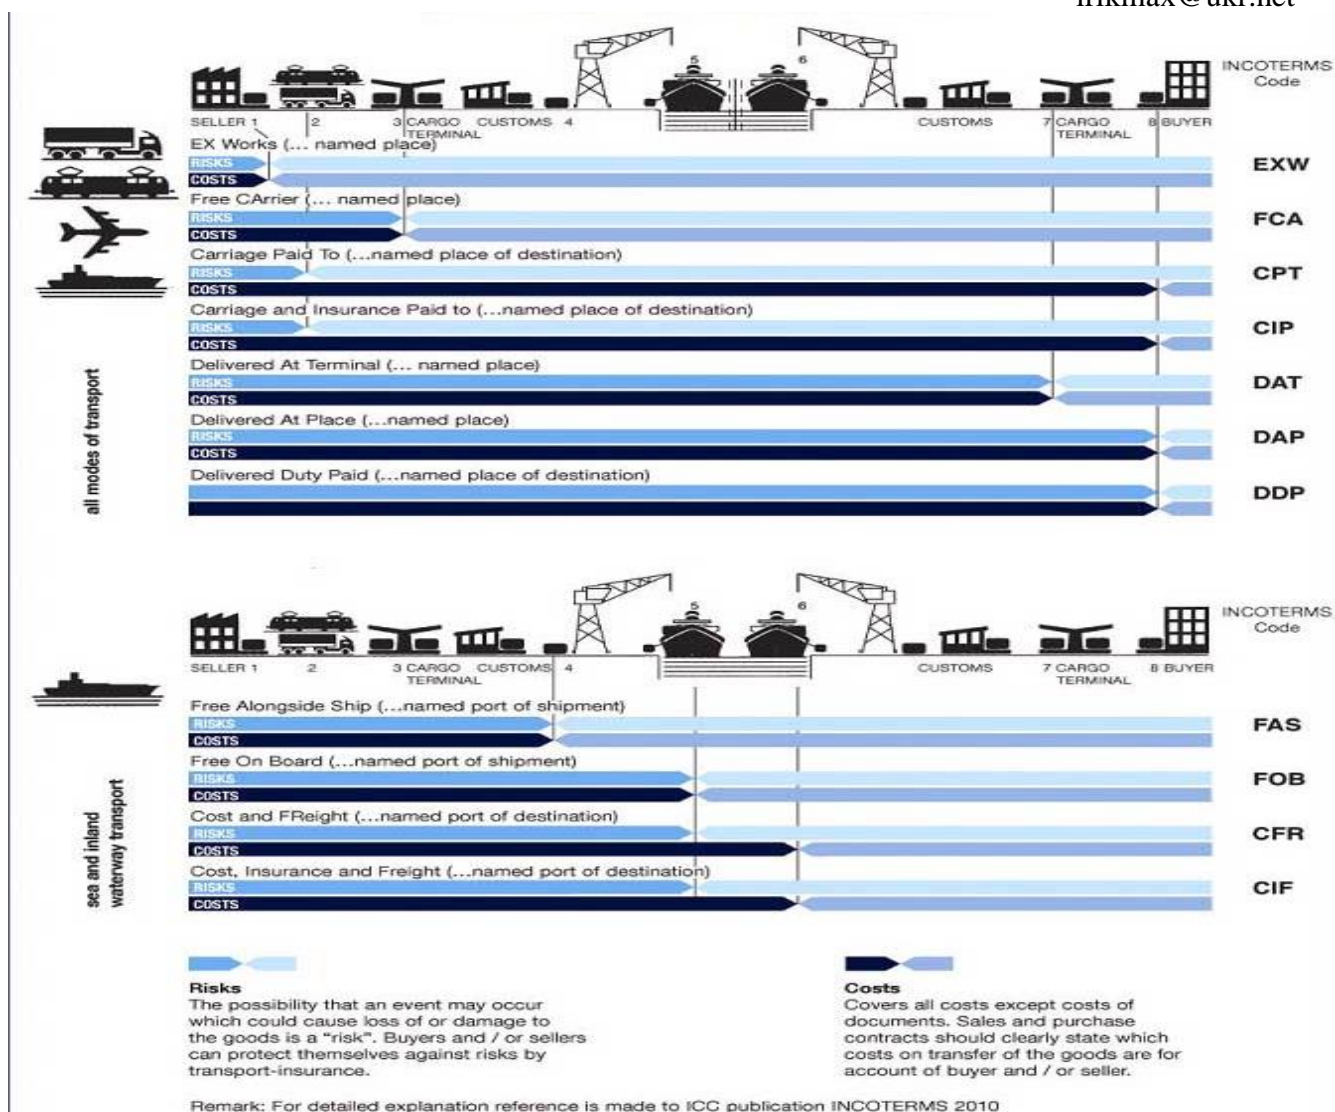 INCOTERMS
Code
5 6
SELLER 1 2 3 CARGO TERMINAL CUSTOMS 4 CUSTOMS 7 CARGO TERMINAL 8 BUYER
EX Works (... named place)
RISKS
COSTS
EXW
Free CArrier (... named place)
RISKS
COSTS
FCA
Carriage Paid To (...named place of destination)
RISKS
COSTS
CPT
Carriage and Insurance Paid to (...named place of destination)
RISKS
COSTS
CIP
Delivered At Terminal (... named place)
RISKS
COSTS
DAT
Delivered At Place (...named place)
RISKS
COSTS
DAP
Delivered Duty Paid (...named place of destination)
DDP
all modes of transport
INCOTERMS
Code
5 6
SELLER 1 2 3 CARGO TERMINAL CUSTOMS 4 CUSTOMS 7 CARGO TERMINAL 8 BUYER
Free Alongside Ship (...named port of shipment)
RISKS
COSTS
FAS
Free On Board (...named port of shipment)
RISKS
COSTS
FOB
Cost and FReight (...named port of destination)
RISKS
COSTS
CFR
Cost, Insurance and Freight (...named port of destination)
RISKS
COSTS
CIF
sea and inland
waterway transport
Risks
The possibility that an event may occur
which could cause loss of or damage to
the goods is a "risk". Buyers and / or sellers
can protect themselves against risks by
transport-insurance.
Costs
Covers all costs except costs of
documents. Sales and purchase
contracts should clearly state which
costs on transfer of the goods are for
account of buyer and / or seller.
Remark: For detailed explanation reference is made to ICC publication INCOTERMS 2010